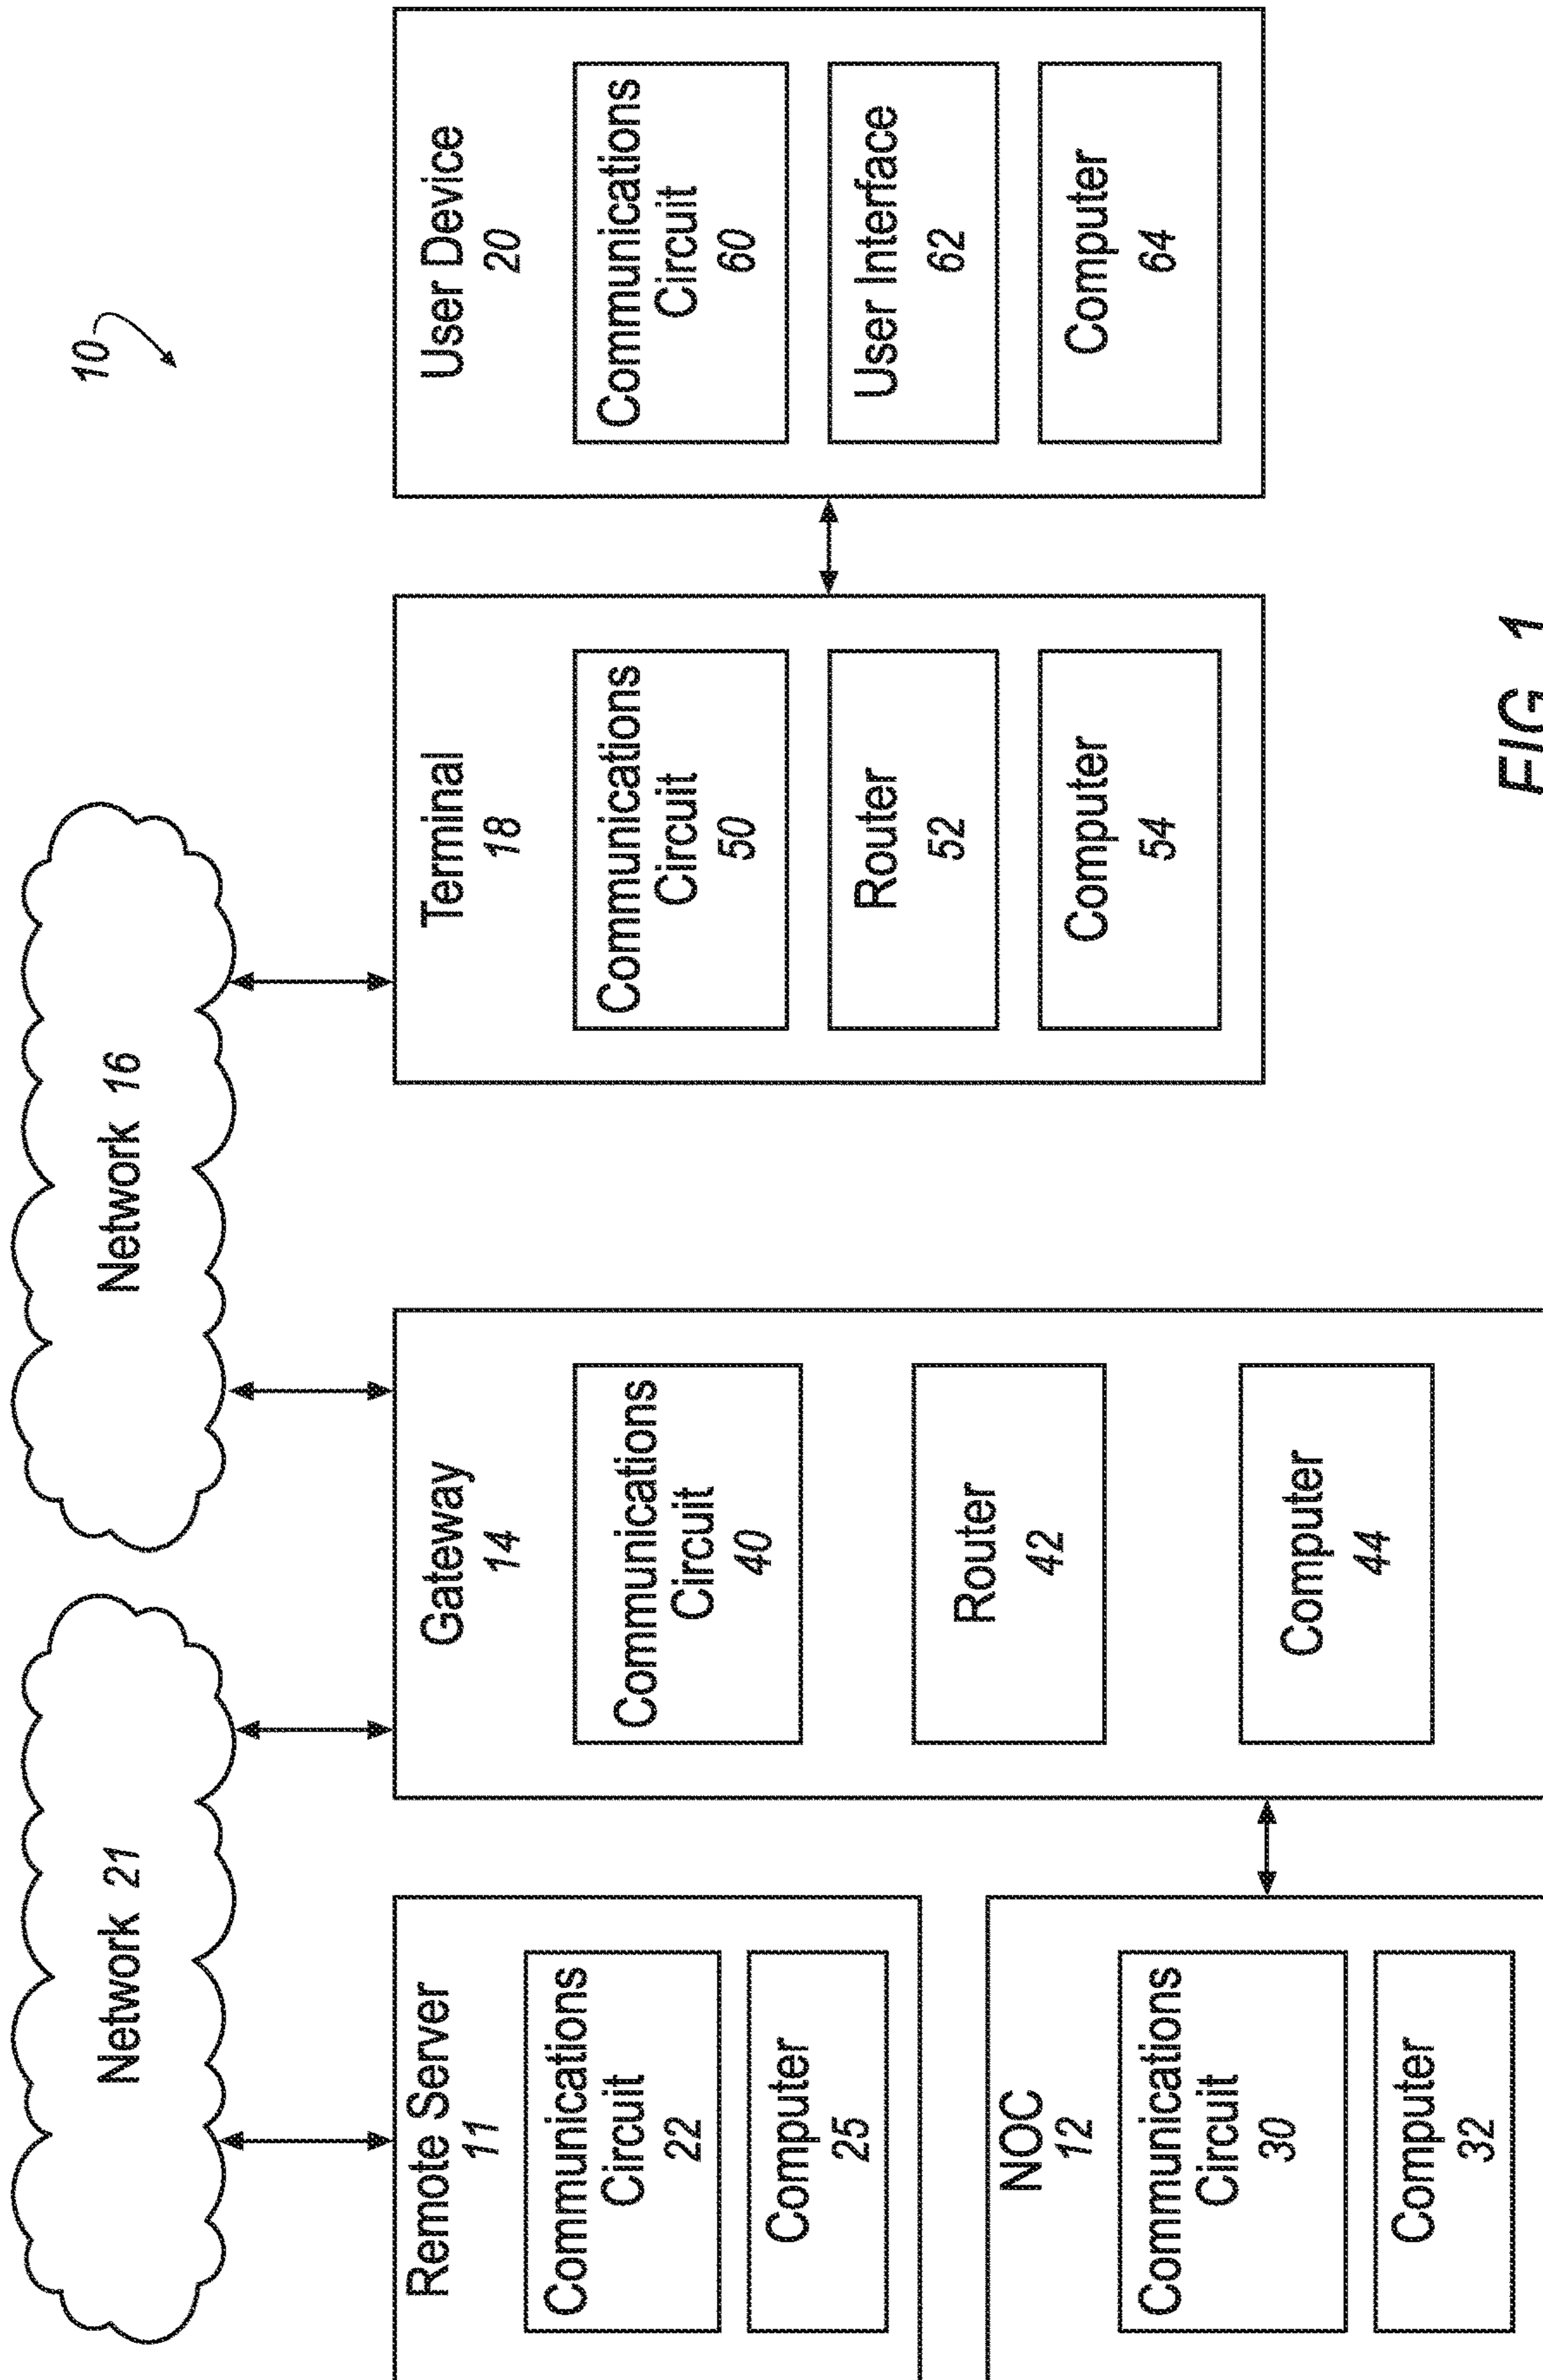 10
Network 21
Network 16
Remote Server
11
Communications
Circuit
22
Computer
25
NOC
12
Communications
Circuit
30
Computer
32
Gateway
14
Communications
Circuit
40
Router
42
Computer
44
Terminal
18
Communications
Circuit
50
Router
52
Computer
54
User Device
20
Communications
Circuit
60
User Interface
62
Computer
64
FIG. 1